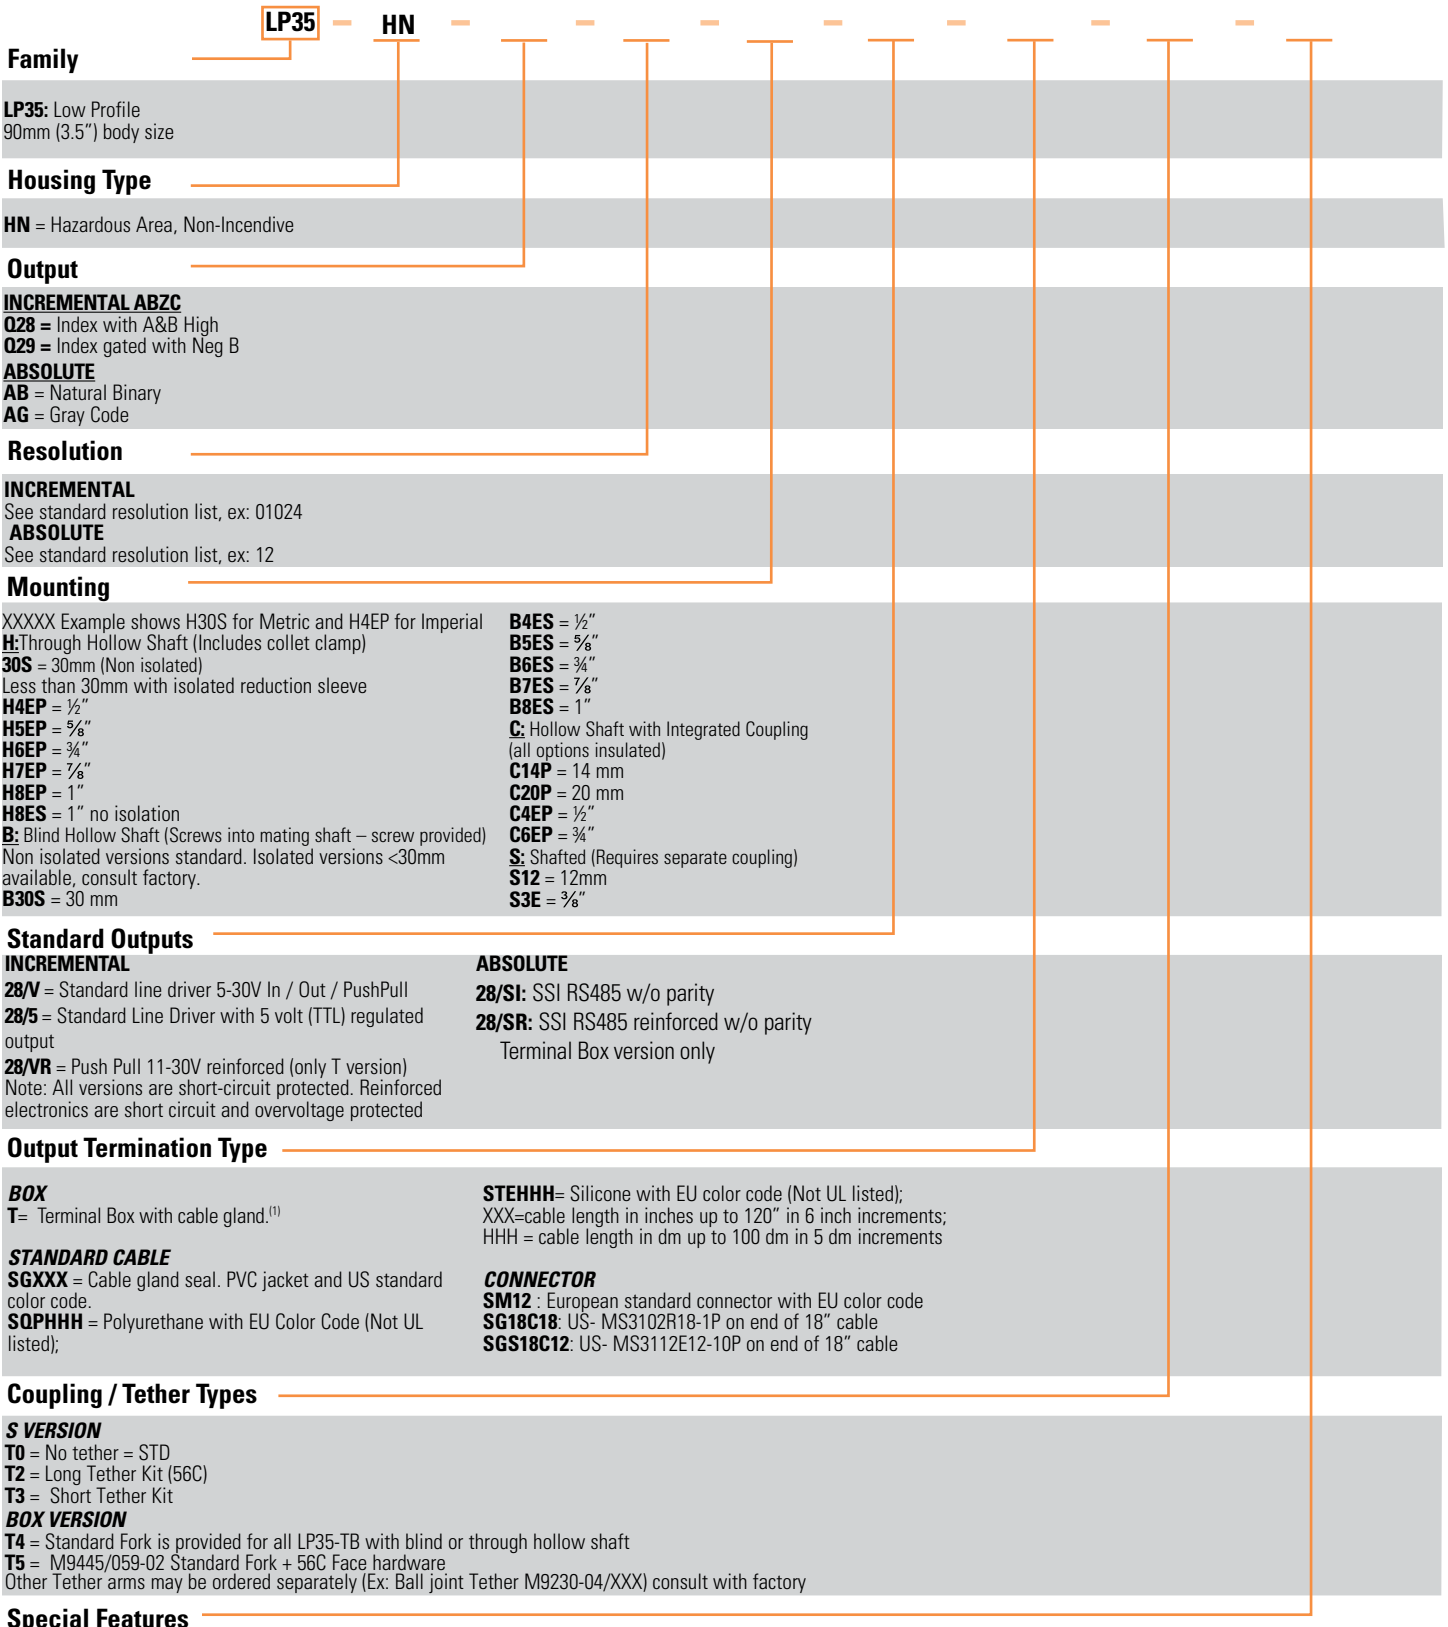 LP35 – HN – – – – – – –
Family
LP35: Low Profile
90mm (3.5”) body size
Housing Type
HN = Hazardous Area, Non-Incendive
Output
INCREMENTAL ABZC
Q28 = Index with A&B High
Q29 = Index gated with Neg B
ABSOLUTE
AB = Natural Binary
AG = Gray Code
Resolution
INCREMENTAL
See standard resolution list, ex: 01024
ABSOLUTE
See standard resolution list, ex: 12
Mounting
XXXXX Example shows H30S for Metric and H4EP for Imperial
H:Through Hollow Shaft (Includes collet clamp)
30S = 30mm (Non isolated)
Less than 30mm with isolated reduction sleeve
H4EP = ½”
H5EP = ⅝”
H6EP = ¾”
H7EP = ⅞”
H8EP = 1”
H8ES = 1” no isolation
B: Blind Hollow Shaft (Screws into mating shaft – screw provided)
Non isolated versions standard. Isolated versions <30mm
available, consult factory.
B30S = 30 mm
B4ES = ½”
B5ES = ⅝”
B6ES = ¾”
B7ES = ⅞”
B8ES = 1”
C: Hollow Shaft with Integrated Coupling
(all options insulated)
C14P = 14 mm
C20P = 20 mm
C4EP = ½”
C6EP = ¾”
S: Shafted (Requires separate coupling)
S12 = 12mm
S3E = ⅜”
Standard Outputs
INCREMENTAL
28/V = Standard line driver 5-30V In / Out / PushPull
28/5 = Standard Line Driver with 5 volt (TTL) regulated
output
28/VR = Push Pull 11-30V reinforced (only T version)
Note: All versions are short-circuit protected. Reinforced
electronics are short circuit and overvoltage protected
ABSOLUTE
28/SI: SSI RS485 w/o parity
28/SR: SSI RS485 reinforced w/o parity
Terminal Box version only
Output Termination Type
BOX
T= Terminal Box with cable gland.(1)
STANDARD CABLE
SGXXX = Cable gland seal. PVC jacket and US standard
color code.
SQPHHH = Polyurethane with EU Color Code (Not UL
listed);
STEHHH= Silicone with EU color code (Not UL listed);
XXX=cable length in inches up to 120” in 6 inch increments;
HHH = cable length in dm up to 100 dm in 5 dm increments
CONNECTOR
SM12 : European standard connector with EU color code
SG18C18: US- MS3102R18-1P on end of 18” cable
SGS18C12: US- MS3112E12-10P on end of 18” cable
Coupling / Tether Types
S VERSION
T0 = No tether = STD
T2 = Long Tether Kit (56C)
T3 = Short Tether Kit
BOX VERSION
T4 = Standard Fork is provided for all LP35-TB with blind or through hollow shaft
T5 = M9445/059-02 Standard Fork + 56C Face hardware
Other Tether arms may be ordered separately (Ex: Ball joint Tether M9230-04/XXX) consult with factory
Special Features